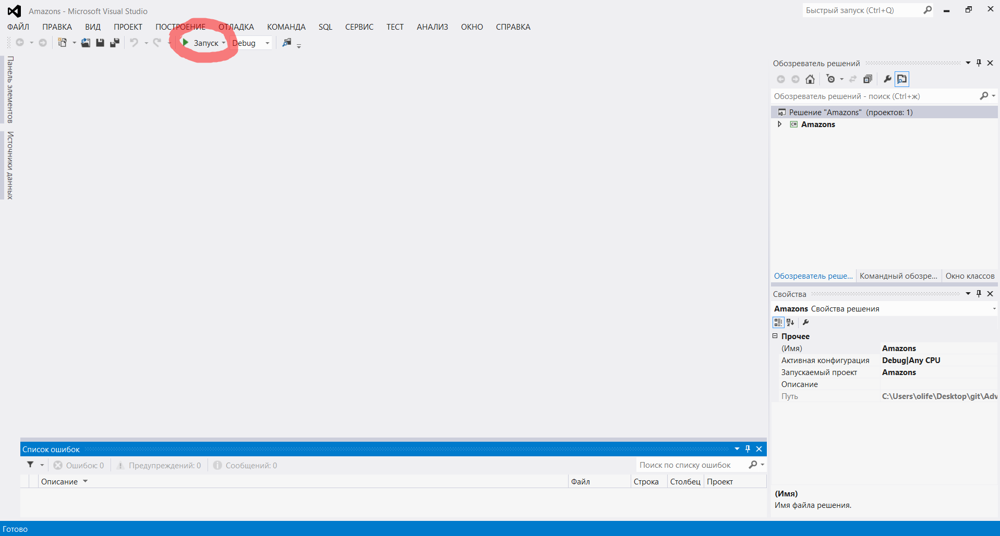 Amazons - Microsoft Visual Studio
Быстрый запуск (Ctrl+Q)
ФАЙЛ ПРАВКА ВИД ПРОЕКТ ПОСТРОЕНИЕ ОТЛАДКА КОМАНДА SQL СЕРВИС ТЕСТ АНАЛИЗ ОКНО СПРАВКА
Запуск Debug
Панель элементов
Источники данных
Обозреватель решений
Обозреватель решений - поиск (Ctrl+ж)
Решение "Amazons" (проектов: 1)
C# Amazons
Обозреватель реше... Командный обозре... Окно классов
Свойства
Amazons Свойства решения
Прочее
(Имя) Amazons
Активная конфигурация Debug|Any CPU
Запускаемый проект Amazons
Описание
Путь C:\Users\olife\Desktop\git\Adv
(Имя)
Имя файла решения.
Список ошибок
Ошибок: 0 Предупреждений: 0 Сообщений: 0 Поиск по списку ошибок
Описание Файл Строка Столбец Проект
Готово